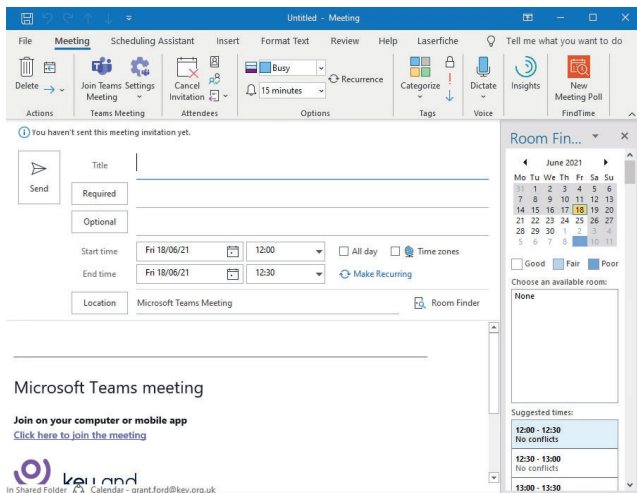 Untitled - Meeting
File Meeting Scheduling Assistant Insert Format Text Review Help Laserfiche Tell me what you want to do
Delete
Join Teams Meeting
Settings
Cancel Invitation
Busy
15 minutes
Recurrence
Categorize
Dictate
Insights
New Meeting Poll
Actions Teams Meeting Attendees Options Tags Voice FindTime
You haven't sent this meeting invitation yet.
Send
Title
Required
Optional
Start time Fri 18/06/21 12:00 All day Time zones
End time Fri 18/06/21 12:30 Make Recurring
Location Microsoft Teams Meeting Room Finder
Microsoft Teams meeting
Join on your computer or mobile app
Click here to join the meeting
In Shared Folder Calendar - grant.ford@key.org.uk
Room Fin...
June 2021
Mo Tu We Th Fr Sa Su
31 1 2 3 4 5 6
7 8 9 10 11 12 13
14 15 16 17 18 19 20
21 22 23 24 25 26 27
28 29 30 1 2 3 4
5 6 7 8 10 11
Good Fair Poor
Choose an available room:
None
Suggested times:
12:00 - 12:30
No conflicts
12:30 - 13:00
No conflicts
13:00 - 13:30